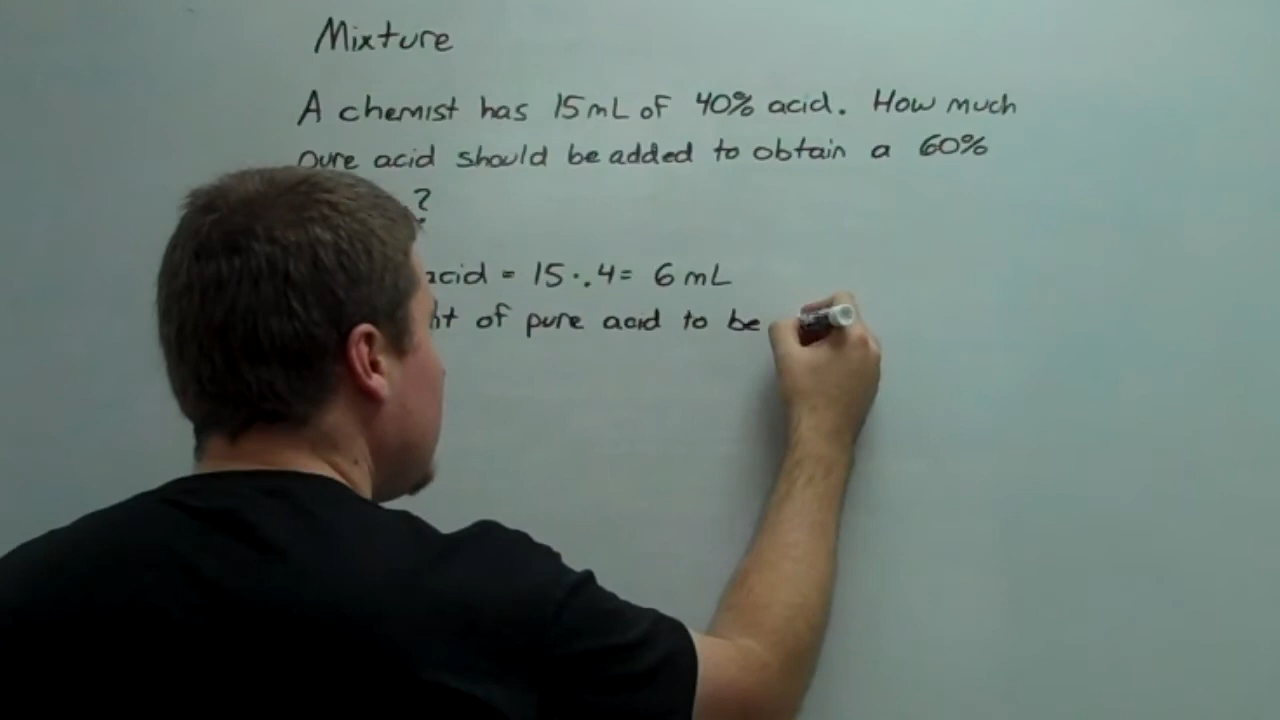 Mixture
A chemist has 15mL of 40% acid. How much
pure acid should be added to obtain a 60%
?
acid = 15·.4= 6mL
of pure acid to be